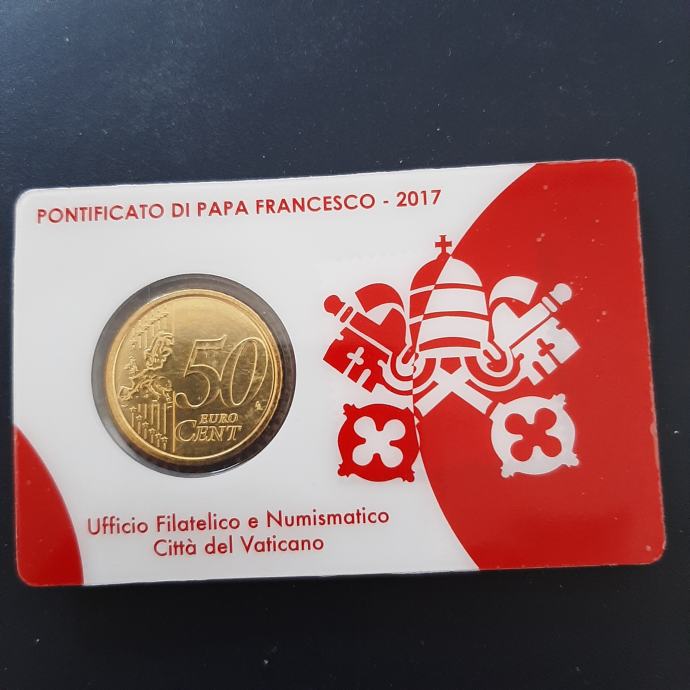 PONTIFICATO DI PAPA FRANCESCO - 2017
50
EURO
CENT
Ufficio Filatelico e Numismatico
Città del Vaticano